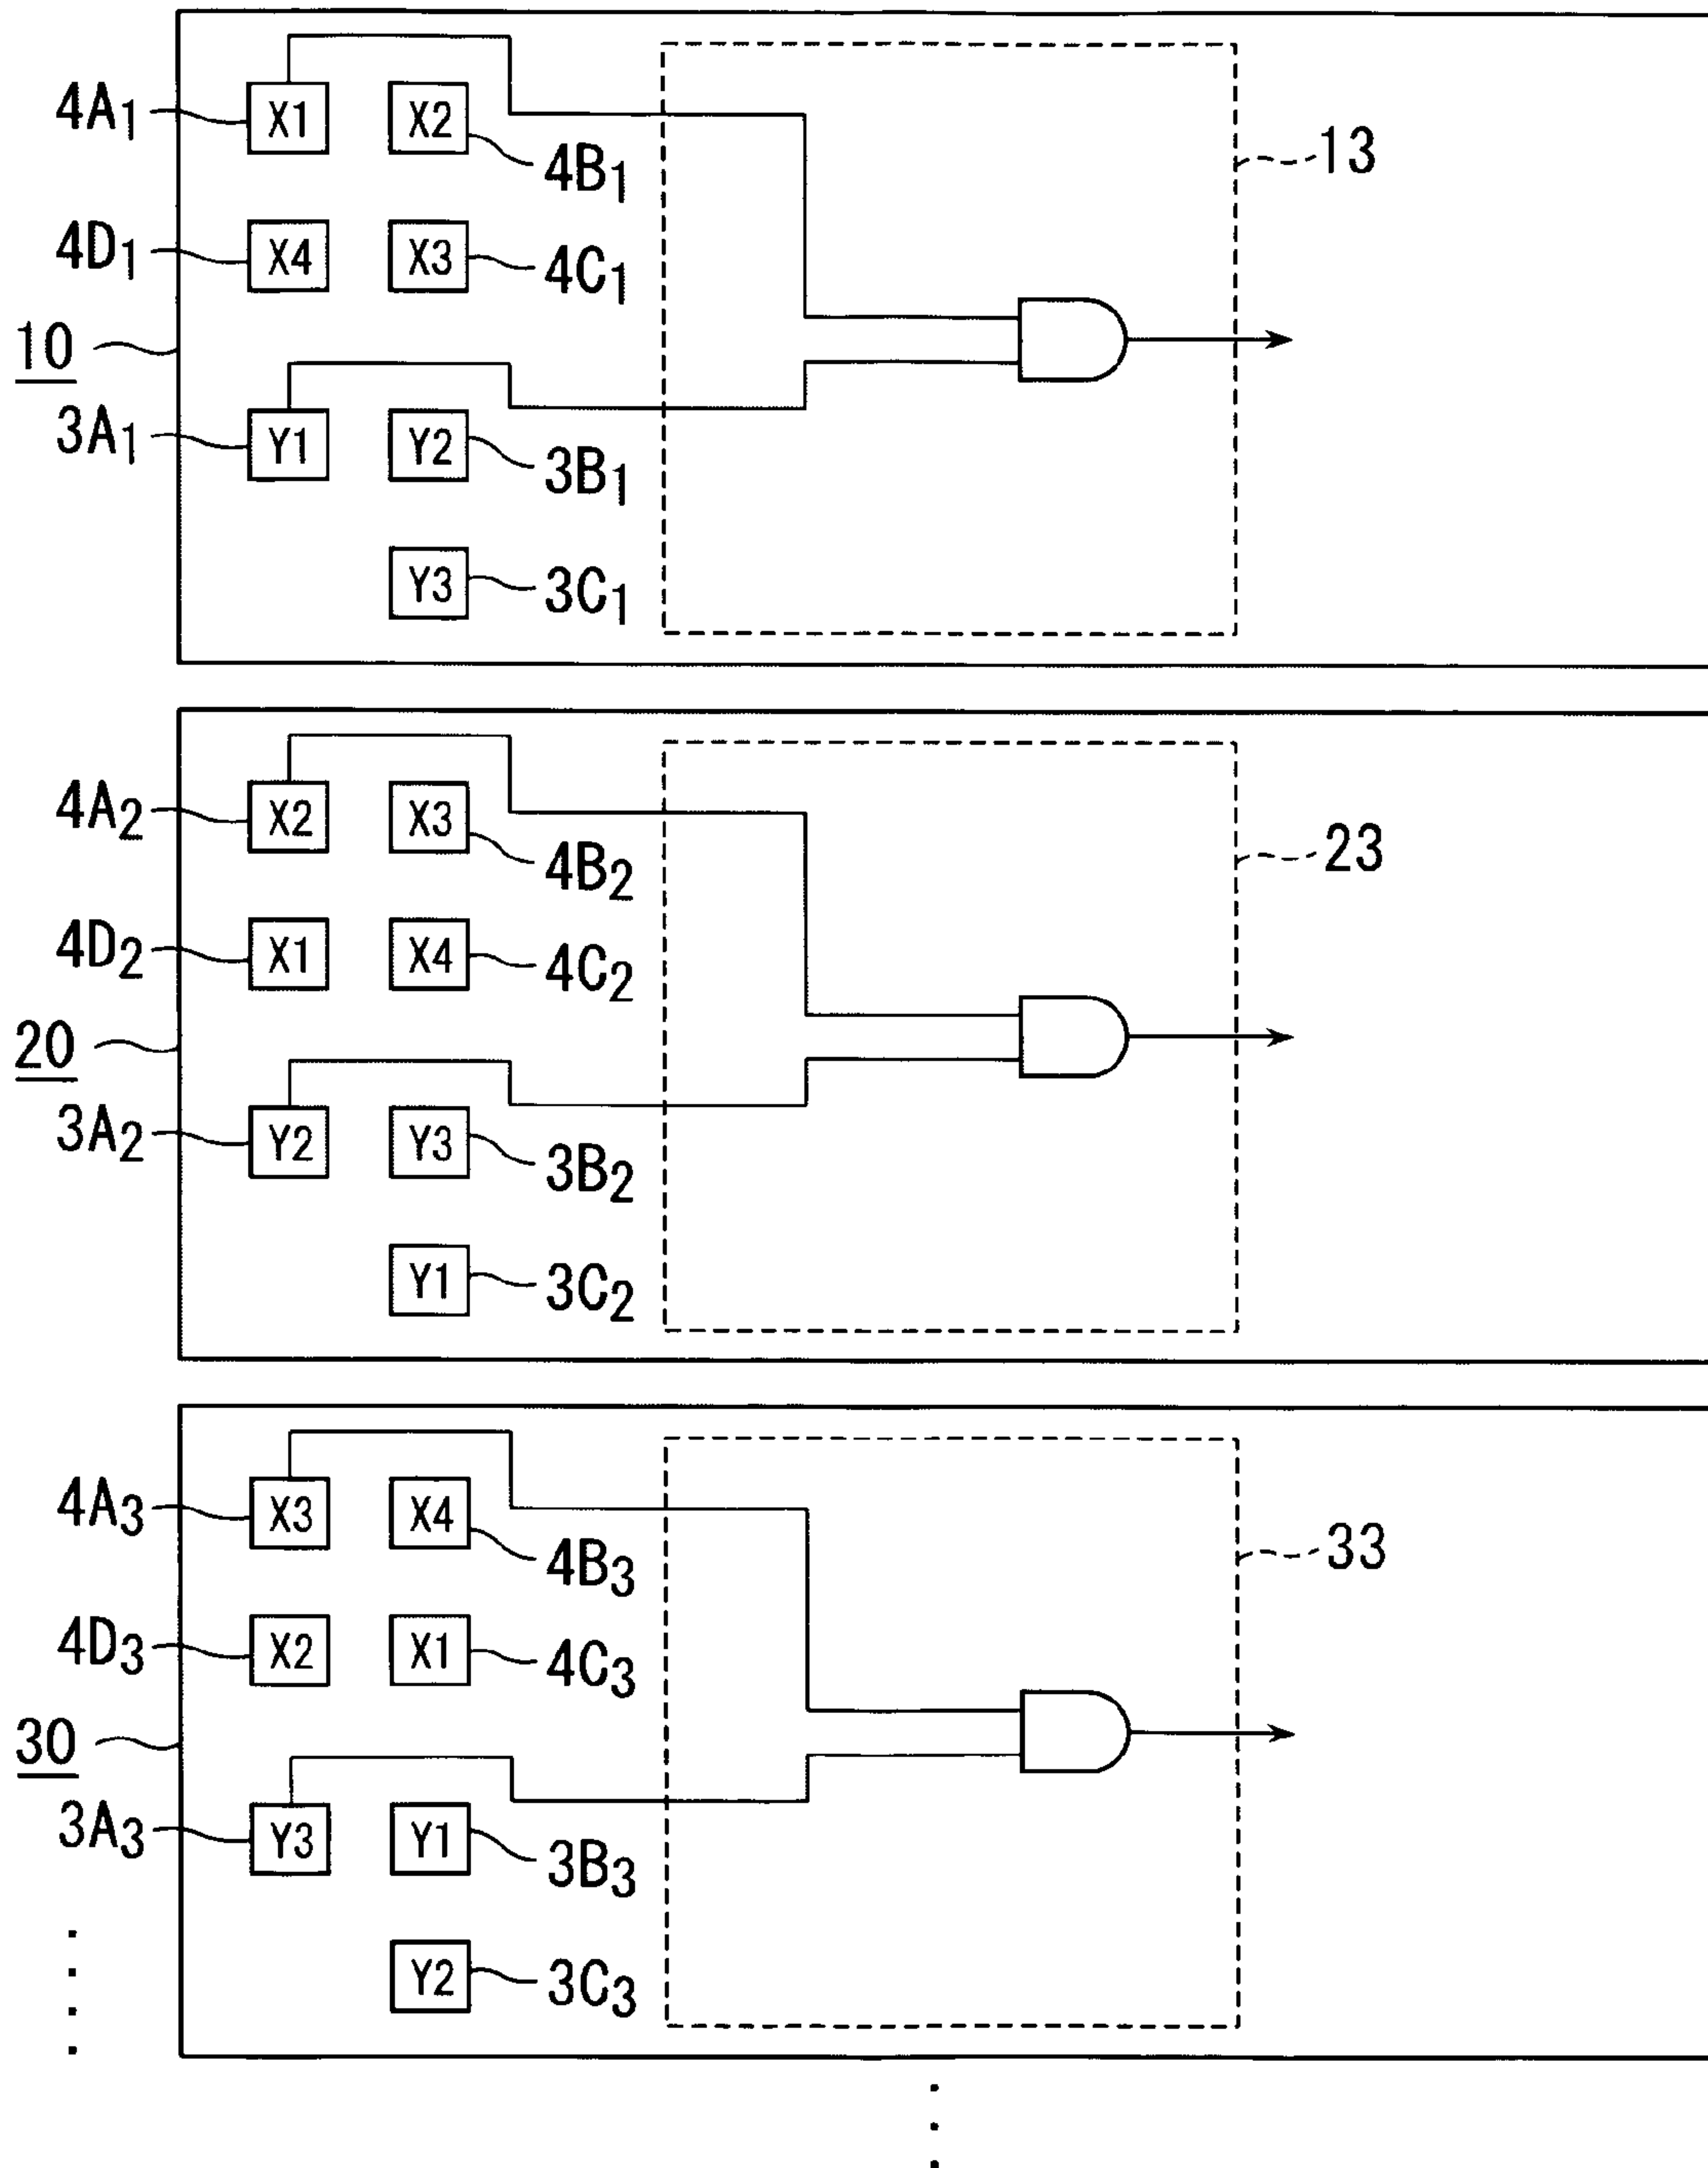 4A1 X1 X2 4B1 13
4D1 X4 X3 4C1
10
3A1 Y1 Y2 3B1
Y3 3C1
4A2 X2 X3 4B2 23
4D2 X1 X4 4C2
20
3A2 Y2 Y3 3B2
Y1 3C2
4A3 X3 X4 4B3 33
4D3 X2 X1 4C3
30
3A3 Y3 Y1 3B3
Y2 3C3